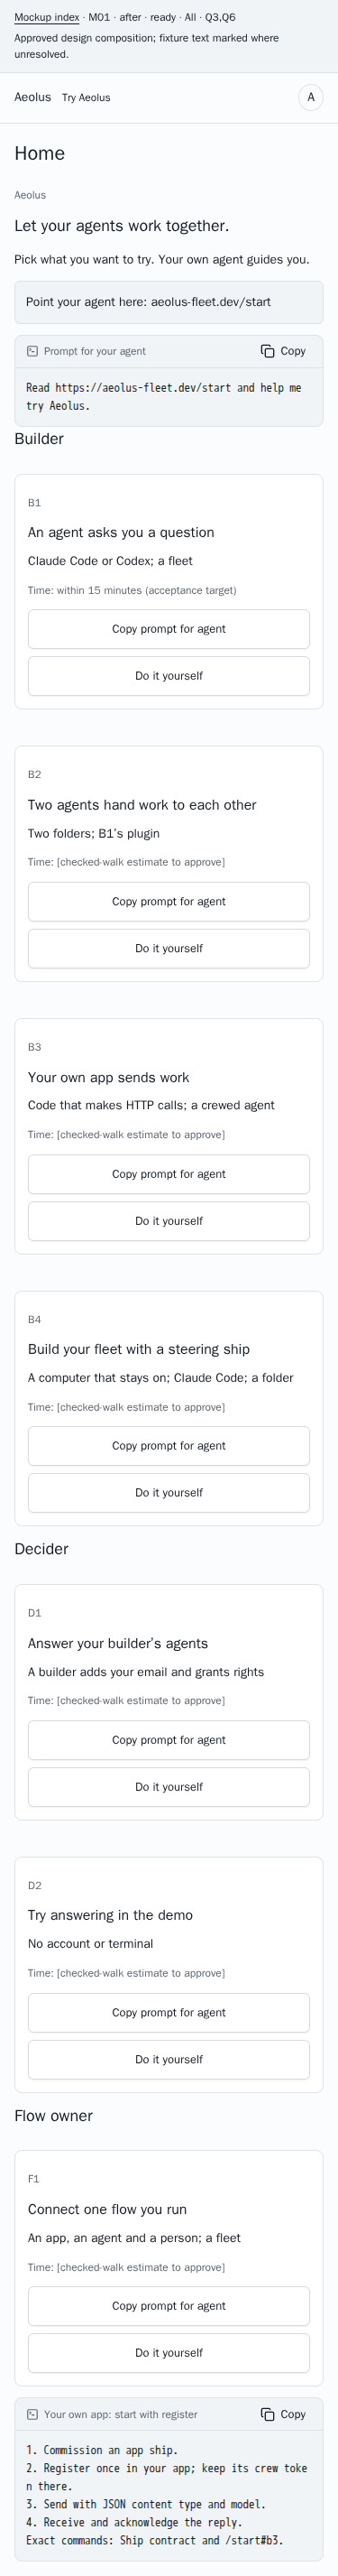 Mockup index · M01 · after · ready · All · Q3,Q6
Approved design composition; fixture text marked where
unresolved.
Aeolus Try Aeolus
A
Home
Aeolus
Let your agents work together.
Pick what you want to try. Your own agent guides you.
Point your agent here: aeolus-fleet.dev/start
Prompt for your agent
Copy
Read https://aeolus-fleet.dev/start and help me
try Aeolus.
Builder
B1
An agent asks you a question
Claude Code or Codex; a fleet
Time: within 15 minutes (acceptance target)
Copy prompt for agent
Do it yourself
B2
Two agents hand work to each other
Two folders; B1's plugin
Time: [checked-walk estimate to approve]
Copy prompt for agent
Do it yourself
B3
Your own app sends work
Code that makes HTTP calls; a crewed agent
Time: [checked-walk estimate to approve]
Copy prompt for agent
Do it yourself
B4
Build your fleet with a steering ship
A computer that stays on; Claude Code; a folder
Time: [checked-walk estimate to approve]
Copy prompt for agent
Do it yourself
Decider
D1
Answer your builder's agents
A builder adds your email and grants rights
Time: [checked-walk estimate to approve]
Copy prompt for agent
Do it yourself
D2
Try answering in the demo
No account or terminal
Time: [checked-walk estimate to approve]
Copy prompt for agent
Do it yourself
Flow owner
F1
Connect one flow you run
An app, an agent and a person; a fleet
Time: [checked-walk estimate to approve]
Copy prompt for agent
Do it yourself
Your own app: start with register
Copy
1. Commission an app ship.
2. Register once in your app; keep its crew toke
n there.
3. Send with JSON content type and model.
4. Receive and acknowledge the reply.
Exact commands: Ship contract and /start#b3.